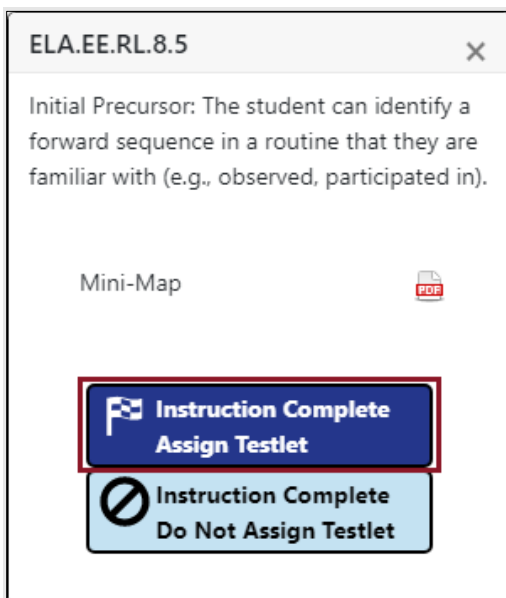 ELA.EE.RL.8.5
×
Initial Precursor: The student can identify a
forward sequence in a routine that they are
familiar with (e.g., observed, participated in).
Mini-Map
PDF
Instruction Complete
Assign Testlet
Instruction Complete
Do Not Assign Testlet